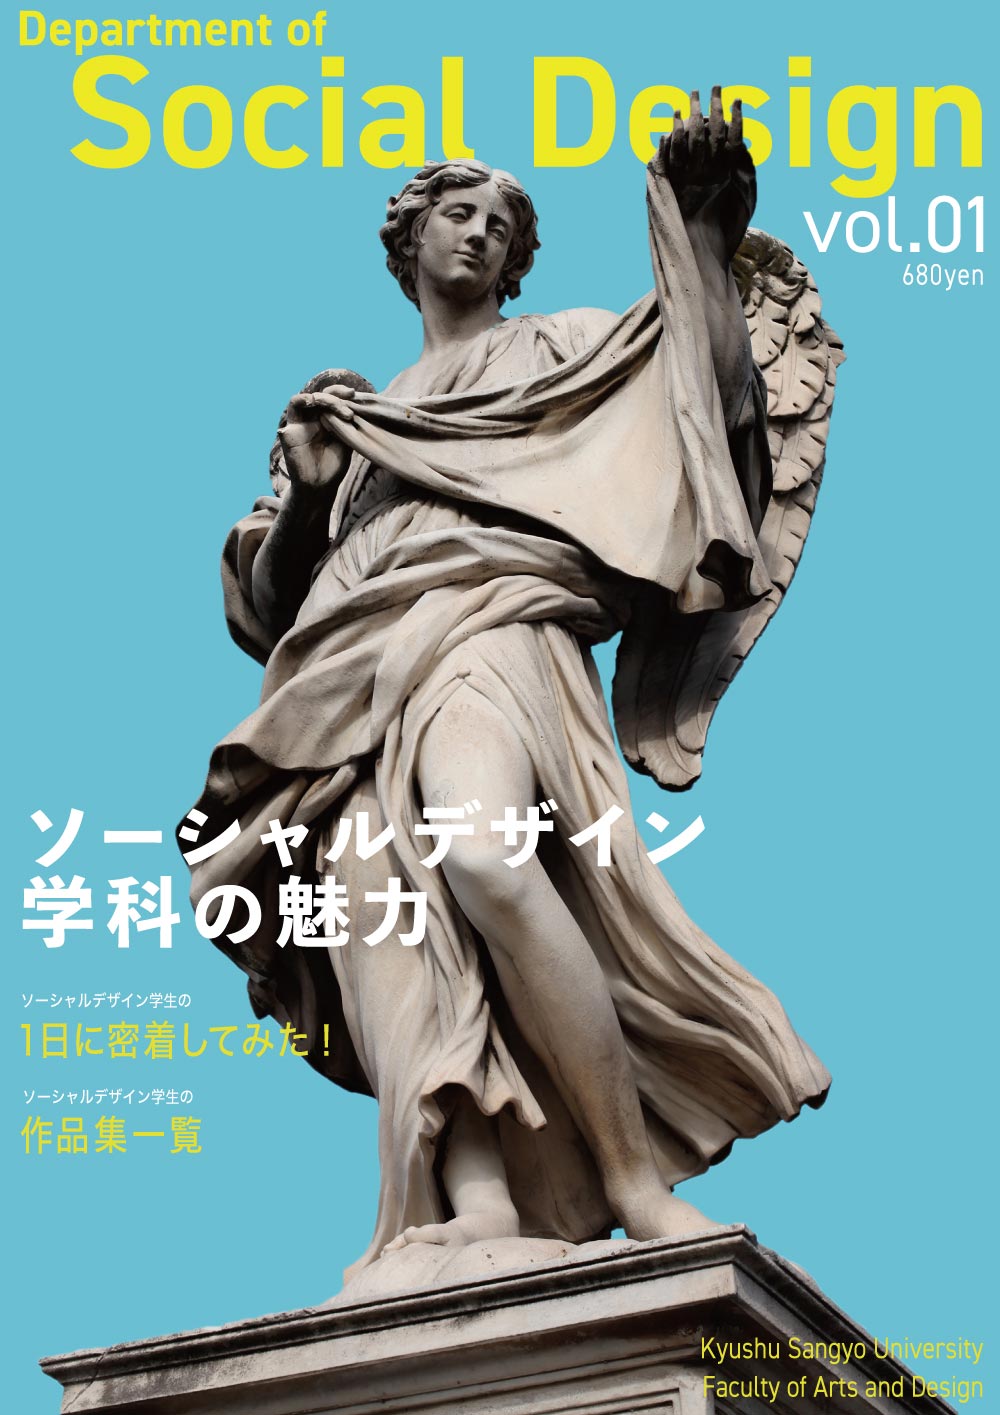 Department of
Social Design
vol.01
680yen
ソーシャルデザイン
学科の魅力
ソーシャルデザイン学生の
1日に密着してみた！
ソーシャルデザイン学生の
作品集一覧
Kyushu Sangyo University
Faculty of Arts and Design